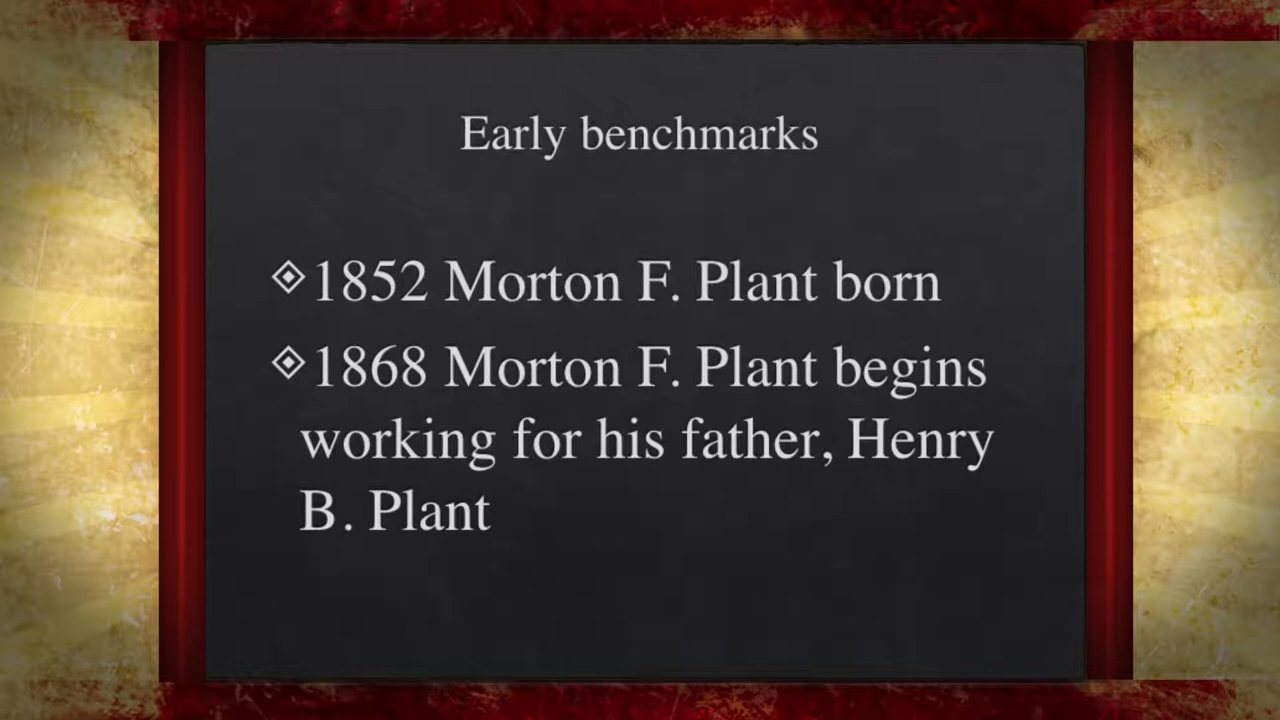 Early benchmarks
1852 Morton F. Plant born
1868 Morton F. Plant begins
working for his father, Henry
B. Plant